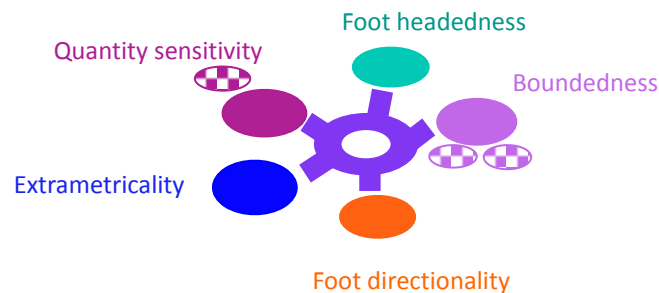 Foot headedness
Quantity sensitivity
Boundedness
Extrametricality
Foot directionality